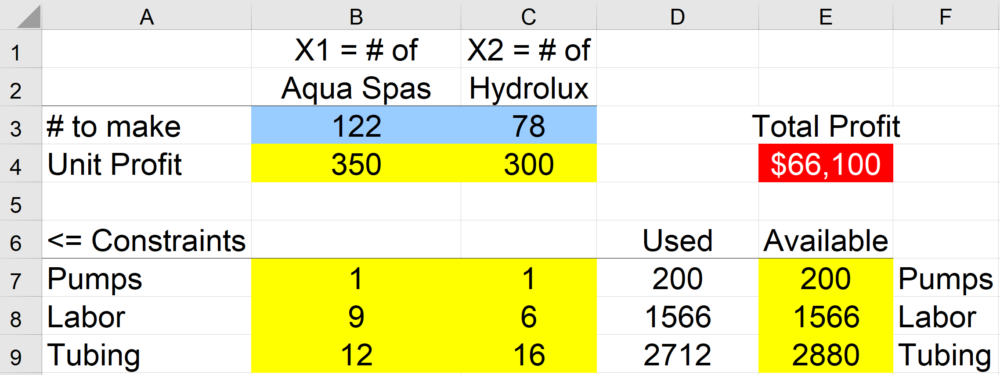 A B C D E F
1 X1 = # of X2 = # of
2 Aqua Spas Hydrolux
3 # to make 122 78 Total Profit
4 Unit Profit 350 300 $66,100
5
6 <= Constraints Used Available
7 Pumps 1 1 200 200 Pumps
8 Labor 9 6 1566 1566 Labor
9 Tubing 12 16 2712 2880 Tubing